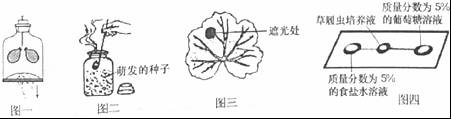 质量分数为 5%
的葡萄糖溶液
草履虫培养液
遮光处
萌发的种子
质量分数为 5%
的食盐水溶液
图一
图二
图三
图四